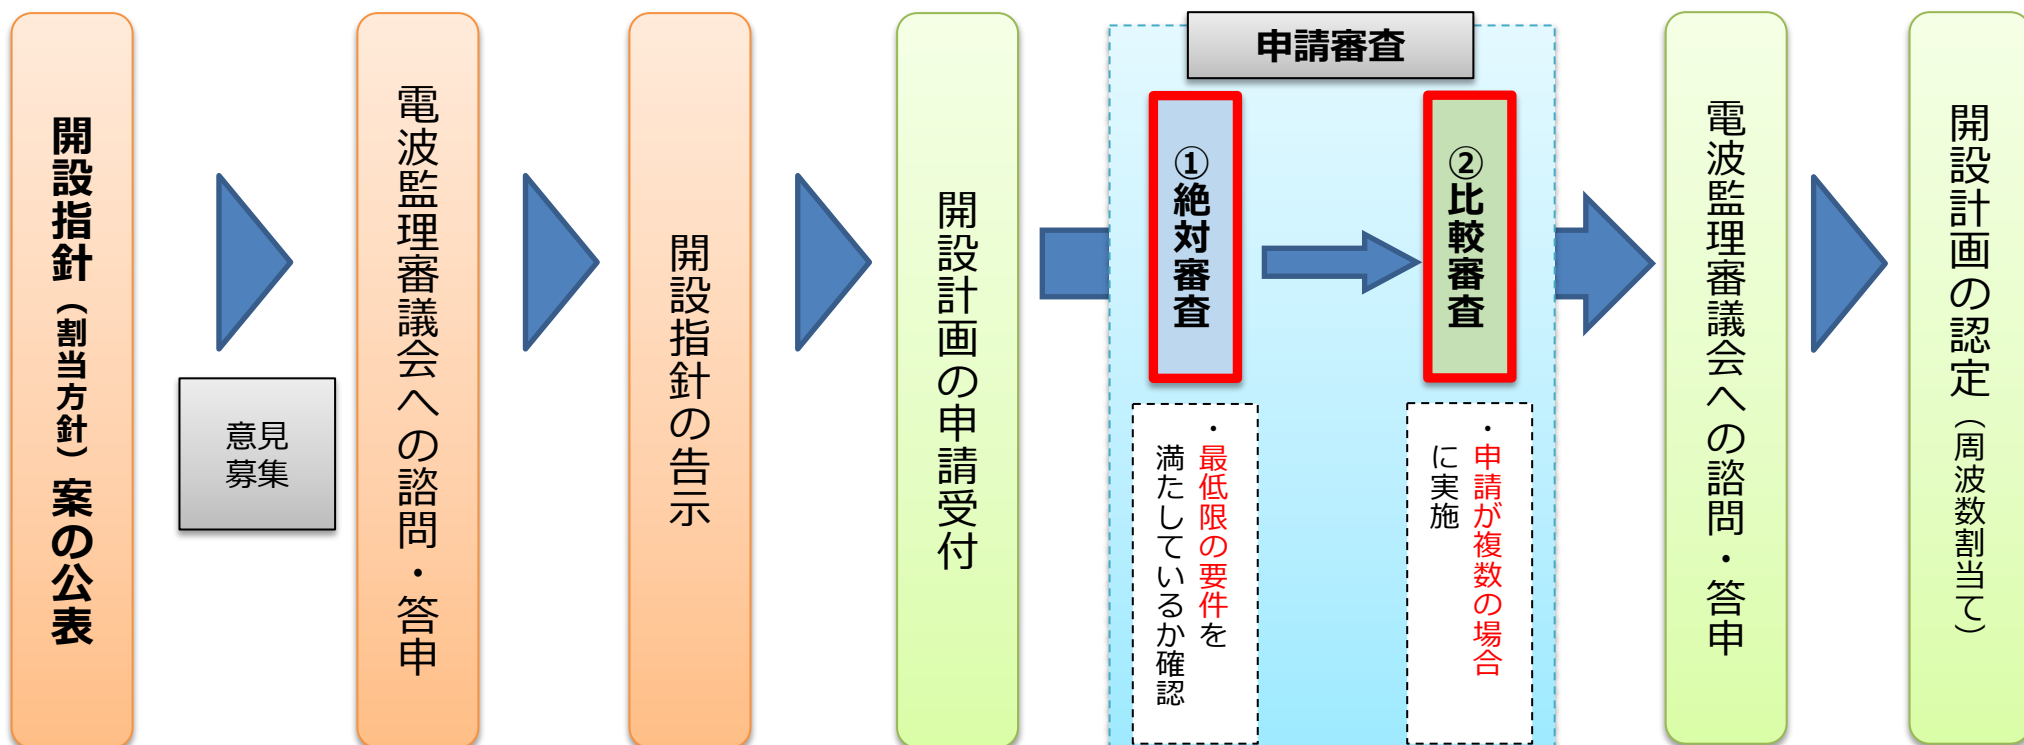 開設指針（割当方針）案の公表
意見
募集
電波監理審議会への諮問・答申
開設指針の告示
開設計画の申請受付
申請審査
①絶対審査
・最低限の要件を
満たしているか確認
②比較審査
・申請が複数の場合
に実施
電波監理審議会への諮問・答申
開設計画の認定（周波数割当て）